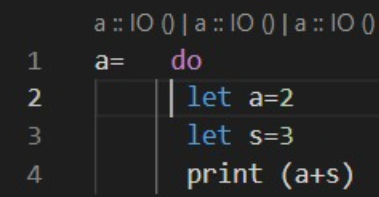 a :: IO () | a :: IO () | a :: IO ()
1 a=   do
2 let a=2
3 let s=3
4 print (a+s)